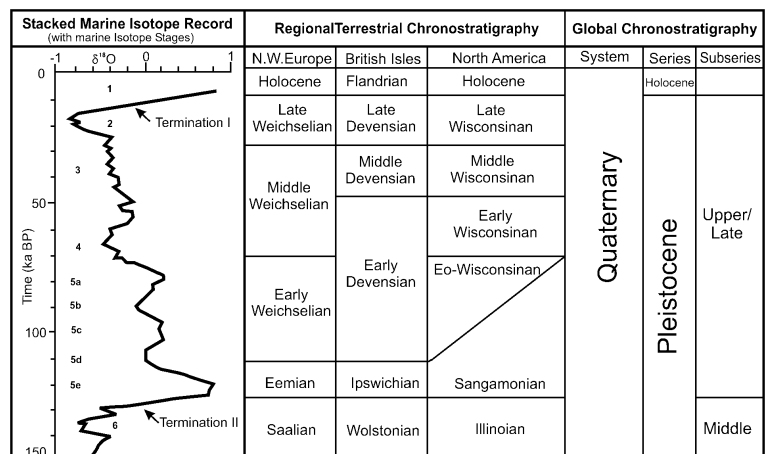 Stacked Marine Isotope Record
(with marine Isotope Stages)
RegionalTerrestrial Chronostratigraphy
Global Chronostratigraphy
-1 δ¹⁸O 0 1
N.W.Europe British Isles North America System Series Subseries
0
Time (ka BP)
50
100
150
1
Termination I
2
3
4
5a
5b
5c
5d
5e
Termination II
6
Holocene Flandrian Holocene Holocene
Late
Weichselian
Late
Devensian
Late
Wisconsinan
Middle
Weichselian
Middle
Devensian
Middle
Wisconsinan
Early
Wisconsinan
Early
Weichselian
Early
Devensian
Eo-Wisconsinan
Eemian Ipswichian Sangamonian
Saalian Wolstonian Illinoian
Quaternary
Pleistocene
Upper/
Late
Middle